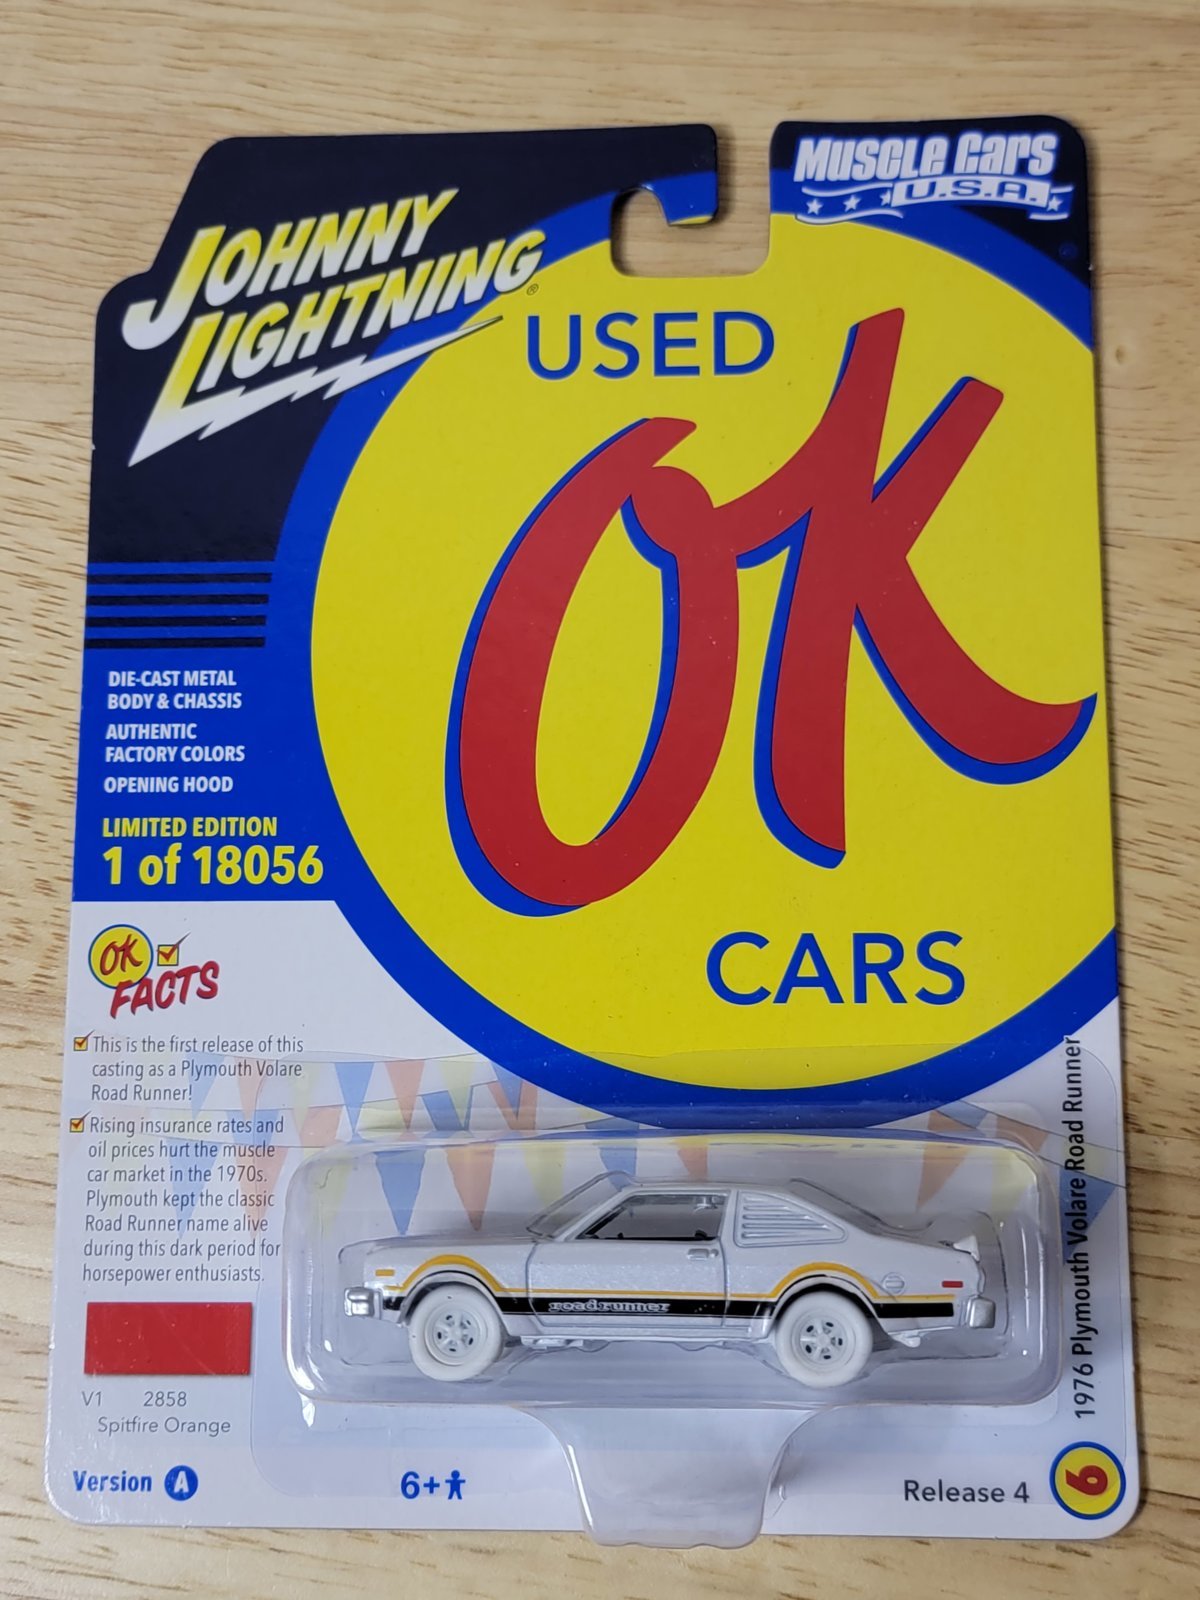 MUSCLE CARS
U.S.A.
JOHNNY
LIGHTNING®
USED
OK
CARS
DIE-CAST METAL
BODY & CHASSIS
AUTHENTIC
FACTORY COLORS
OPENING HOOD
LIMITED EDITION
1 of 18056
OK
FACTS
This is the first release of this
casting as a Plymouth Volare
Road Runner!
Rising insurance rates and
oil prices hurt the muscle
car market in the 1970s.
Plymouth kept the classic
Road Runner name alive
during this dark period for
horsepower enthusiasts.
road runner
1976 Plymouth Volare Road Runner
V1 2858
Spitfire Orange
Version A
6+
Release 4
6